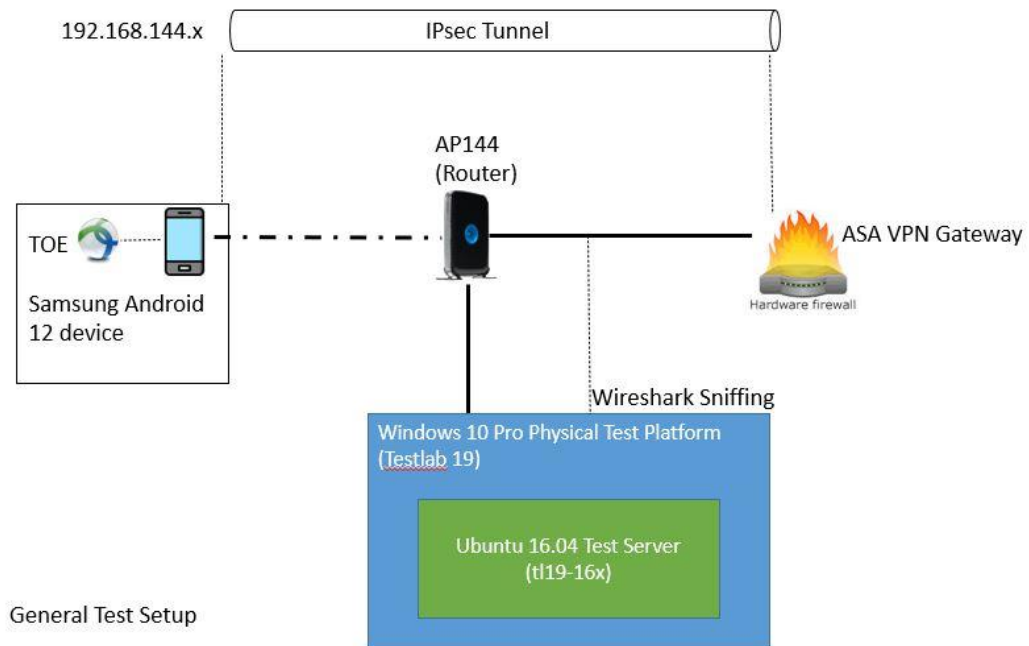 192.168.144.x
IPsec Tunnel
AP144
(Router)
TOE
Samsung Android
12 device
ASA VPN Gateway
Hardware firewall
Wireshark Sniffing
Windows 10 Pro Physical Test Platform
(Testlab 19)
Ubuntu 16.04 Test Server
(tl19-16x)
General Test Setup